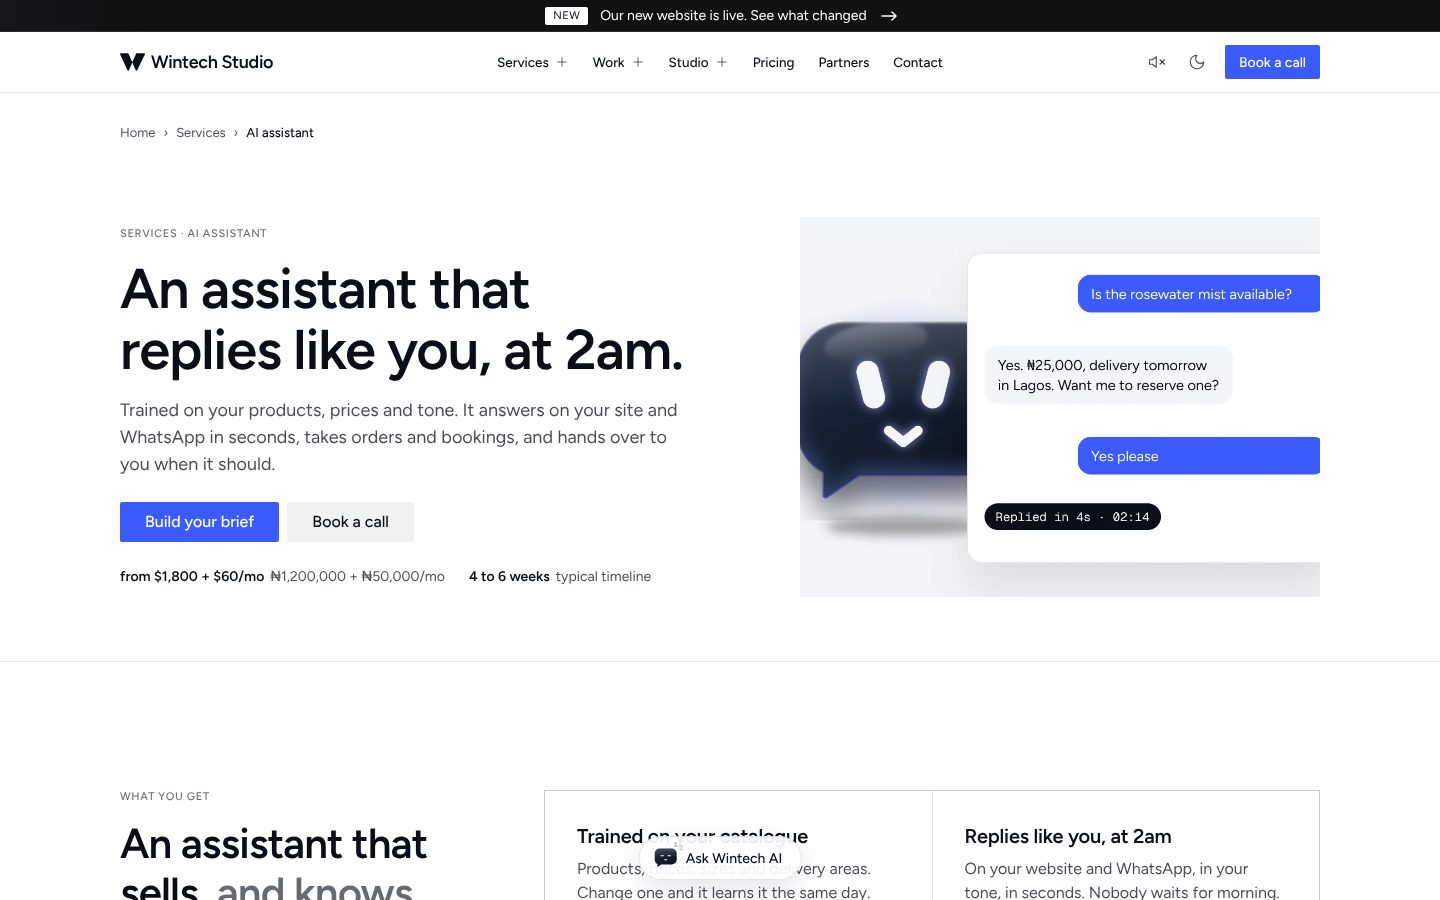 NEW Our new website is live. See what changed →
Wintech Studio Services + Work + Studio + Pricing Partners Contact Book a call
Home › Services › AI assistant
SERVICES · AI ASSISTANT
An assistant that
replies like you, at 2am.
Trained on your products, prices and tone. It answers on your site and
WhatsApp in seconds, takes orders and bookings, and hands over to
you when it should.
Build your brief Book a call
from $1,800 + $60/mo ₦1,200,000 + ₦50,000/mo 4 to 6 weeks typical timeline
Is the rosewater mist available?
Yes. ₦25,000, delivery tomorrow
in Lagos. Want me to reserve one?
Yes please
Replied in 4s · 02:14
WHAT YOU GET
An assistant that
sells, and knows
Trained on your catalogue
Products, prices, sizes and delivery areas.
Change one and it learns it the same day.
Replies like you, at 2am
On your website and WhatsApp, in your
tone, in seconds. Nobody waits for morning.
Ask Wintech AI